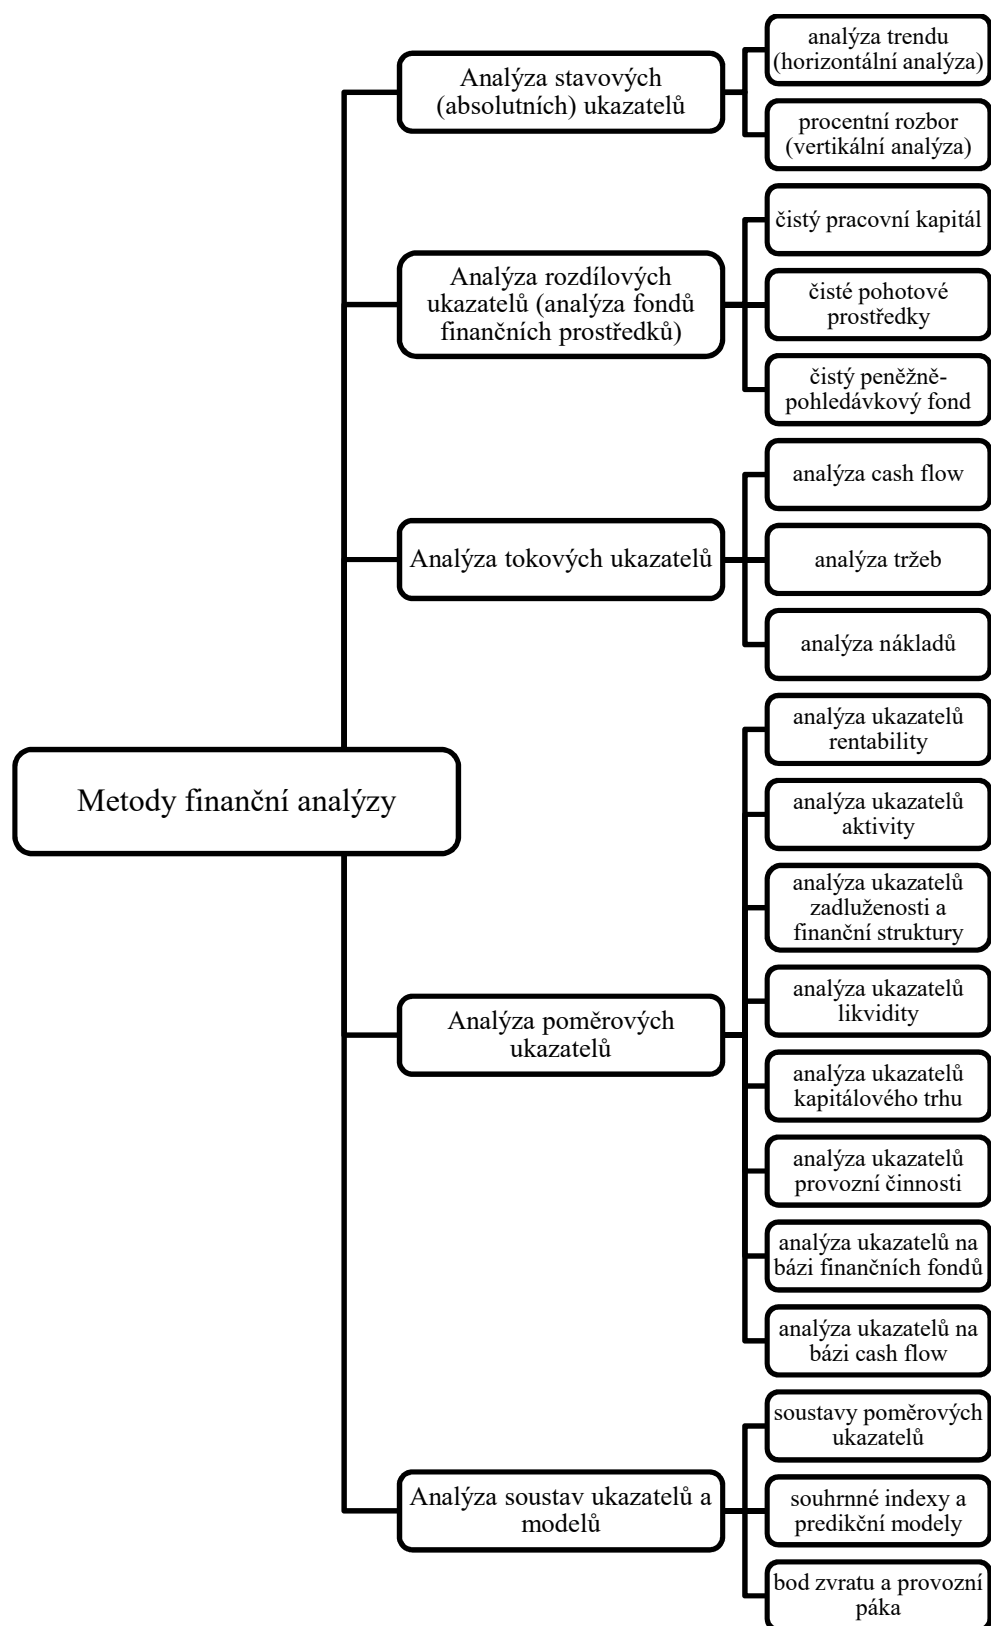 Metody finanční analýzy
Analýza stavových
(absolutních) ukazatelů
analýza trendu
(horizontální analýza)
procentní rozbor
(vertikální analýza)
Analýza rozdílových
ukazatelů (analýza fondů
finančních prostředků)
čistý pracovní kapitál
čisté pohotové
prostředky
čistý peněžně-
pohledávkový fond
Analýza tokových ukazatelů
analýza cash flow
analýza tržeb
analýza nákladů
Analýza poměrových
ukazatelů
analýza ukazatelů
rentability
analýza ukazatelů
aktivity
analýza ukazatelů
zadluženosti a
finanční struktury
analýza ukazatelů
likvidity
analýza ukazatelů
kapitálového trhu
analýza ukazatelů
provozní činnosti
analýza ukazatelů na
bázi finančních fondů
analýza ukazatelů na
bázi cash flow
Analýza soustav ukazatelů a
modelů
soustavy poměrových
ukazatelů
souhrnné indexy a
predikční modely
bod zvratu a provozní
páka